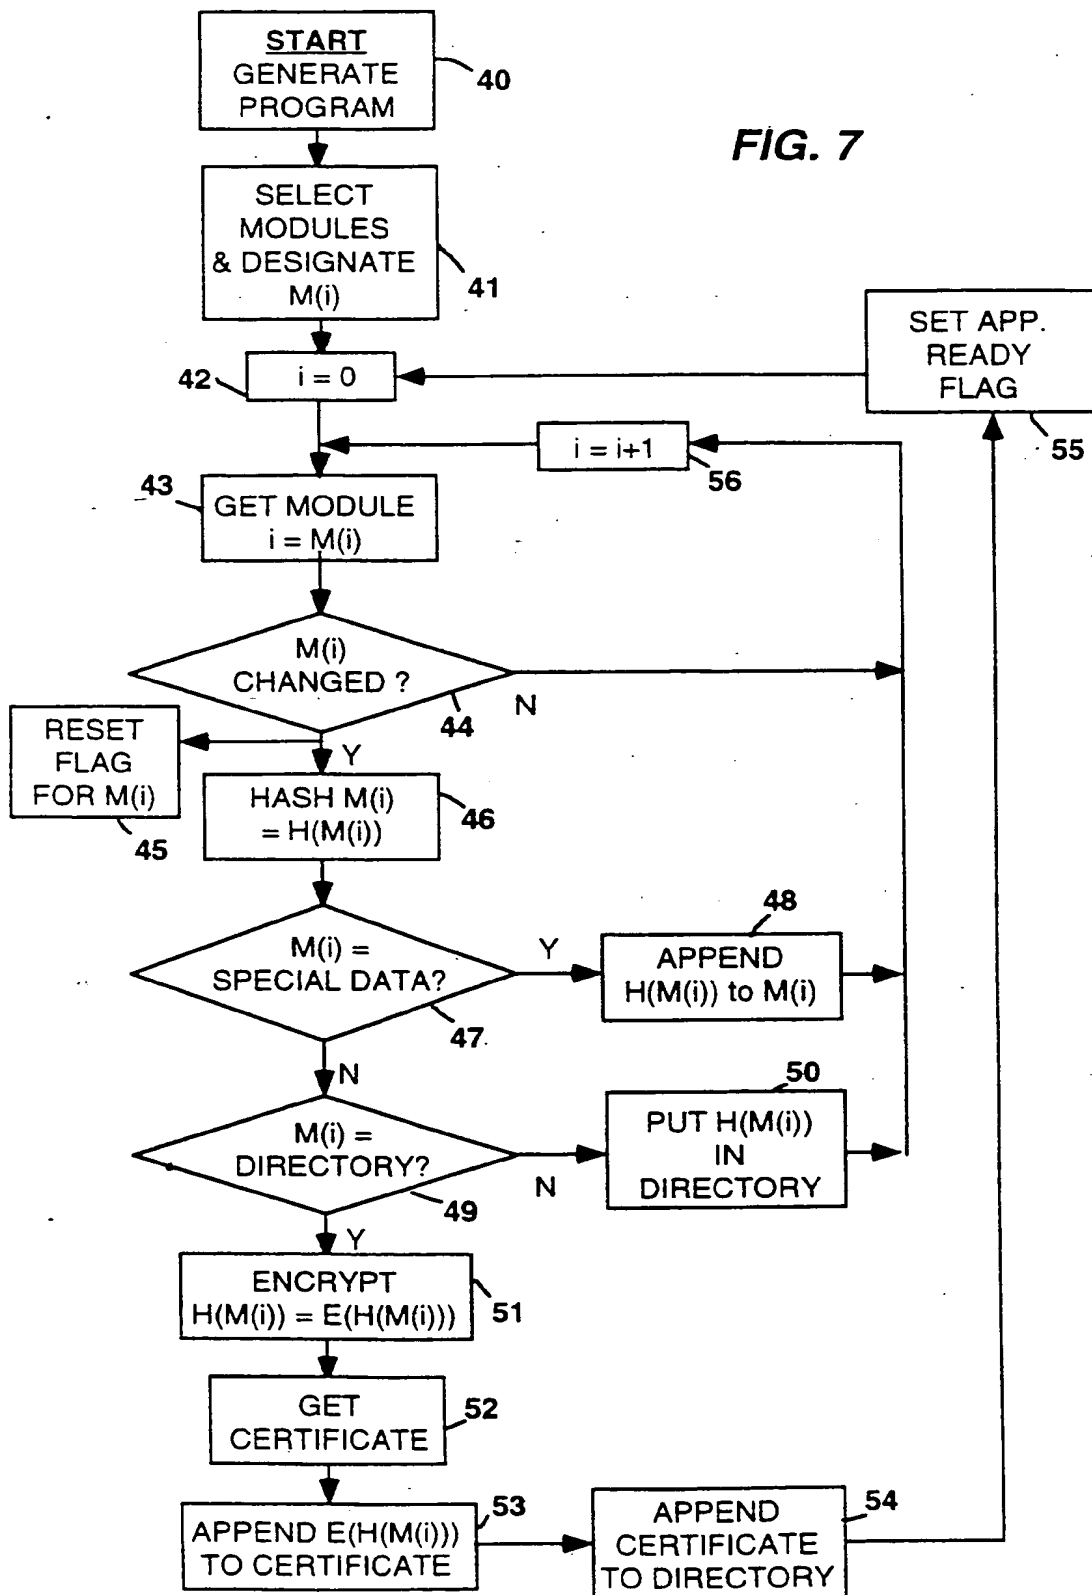 START
GENERATE
PROGRAM
40
FIG. 7
SELECT
MODULES
& DESIGNATE
M(i)
41
SET APP.
READY
FLAG
55
i = 0
42
i = i+1
56
43
GET MODULE
i = M(i)
M(i)
CHANGED ?
44
N
RESET
FLAG
FOR M(i)
45
Y
HASH M(i)
= H(M(i))
46
M(i) =
SPECIAL DATA?
47
Y
48
APPEND
H(M(i)) to M(i)
N
M(i) =
DIRECTORY?
49
N
50
PUT H(M(i))
IN
DIRECTORY
Y
ENCRYPT
H(M(i)) = E(H(M(i)))
51
GET
CERTIFICATE
52
APPEND E(H(M(i)))
TO CERTIFICATE
53
APPEND
CERTIFICATE
TO DIRECTORY
54